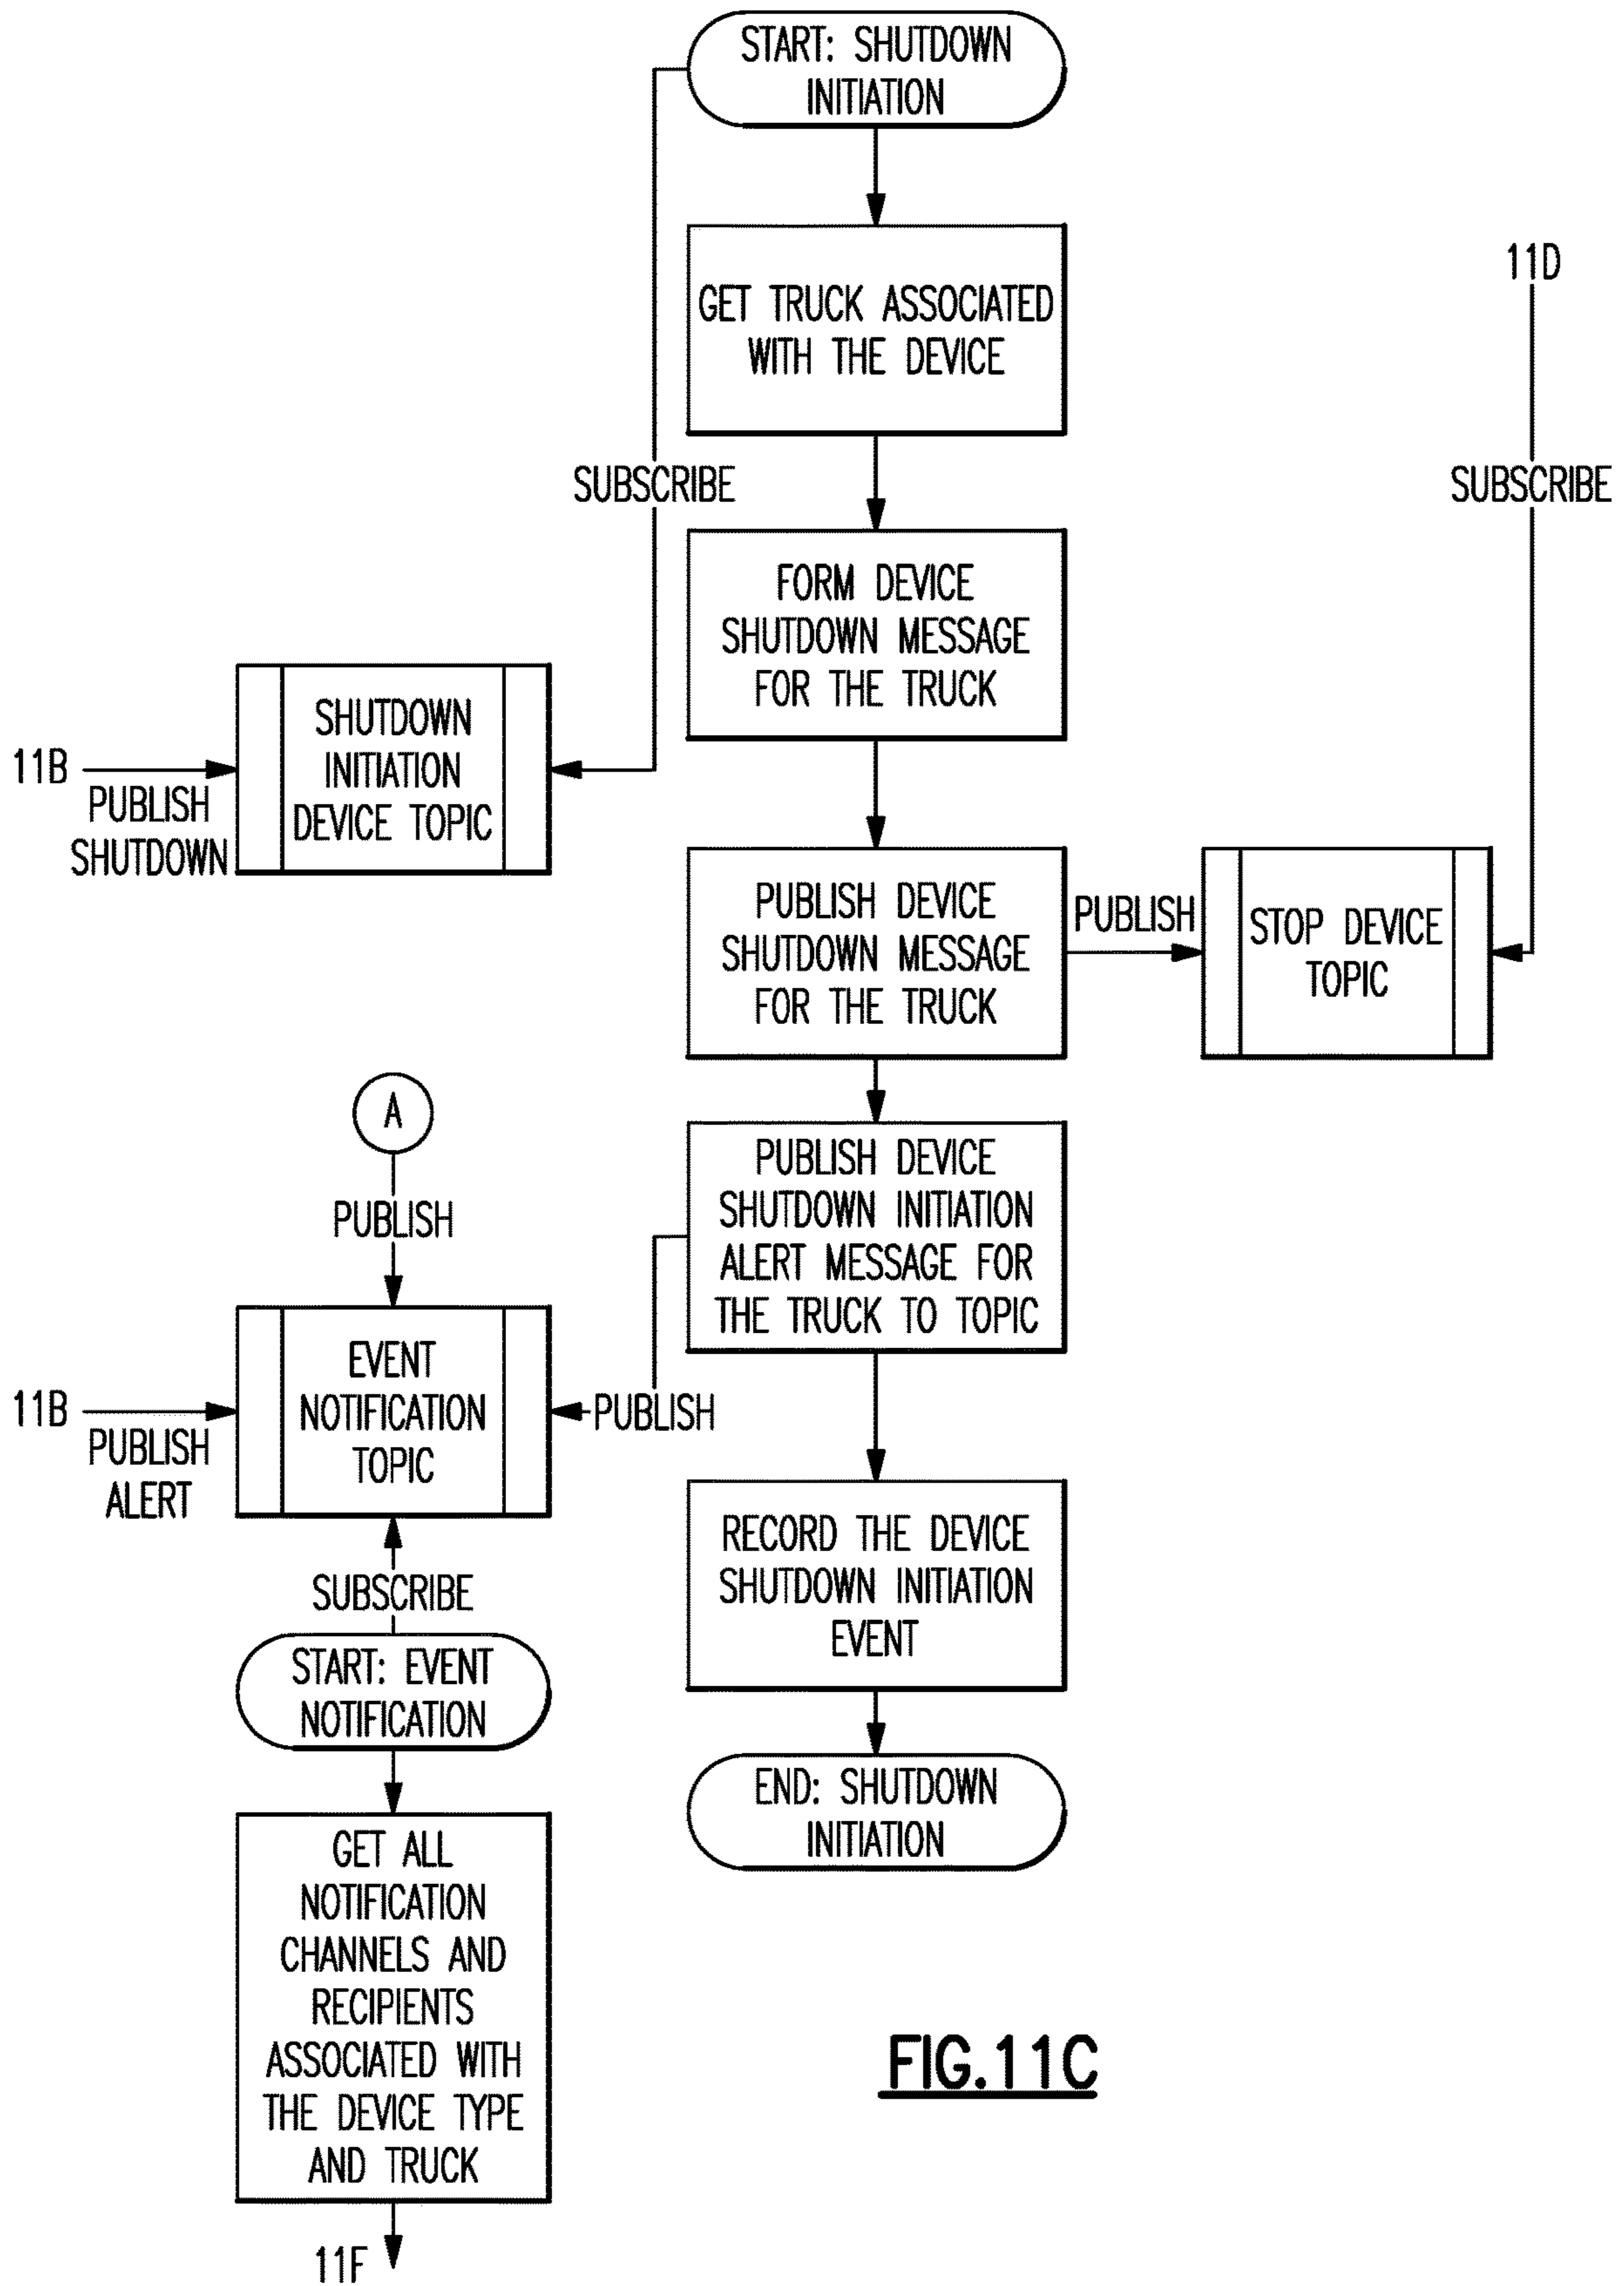 START: SHUTDOWN
INITIATION
GET TRUCK ASSOCIATED
WITH THE DEVICE
11D
SUBSCRIBE
SUBSCRIBE
FORM DEVICE
SHUTDOWN MESSAGE
FOR THE TRUCK
SHUTDOWN
INITIATION
DEVICE TOPIC
11B
PUBLISH
SHUTDOWN
PUBLISH DEVICE
SHUTDOWN MESSAGE
FOR THE TRUCK
PUBLISH
STOP DEVICE
TOPIC
A
PUBLISH
PUBLISH DEVICE
SHUTDOWN INITIATION
ALERT MESSAGE FOR
THE TRUCK TO TOPIC
EVENT
NOTIFICATION
TOPIC
11B
PUBLISH
ALERT
PUBLISH
RECORD THE DEVICE
SHUTDOWN INITIATION
EVENT
SUBSCRIBE
START: EVENT
NOTIFICATION
END: SHUTDOWN
INITIATION
GET ALL
NOTIFICATION
CHANNELS AND
RECIPIENTS
ASSOCIATED WITH
THE DEVICE TYPE
AND TRUCK
11F
FIG.11C